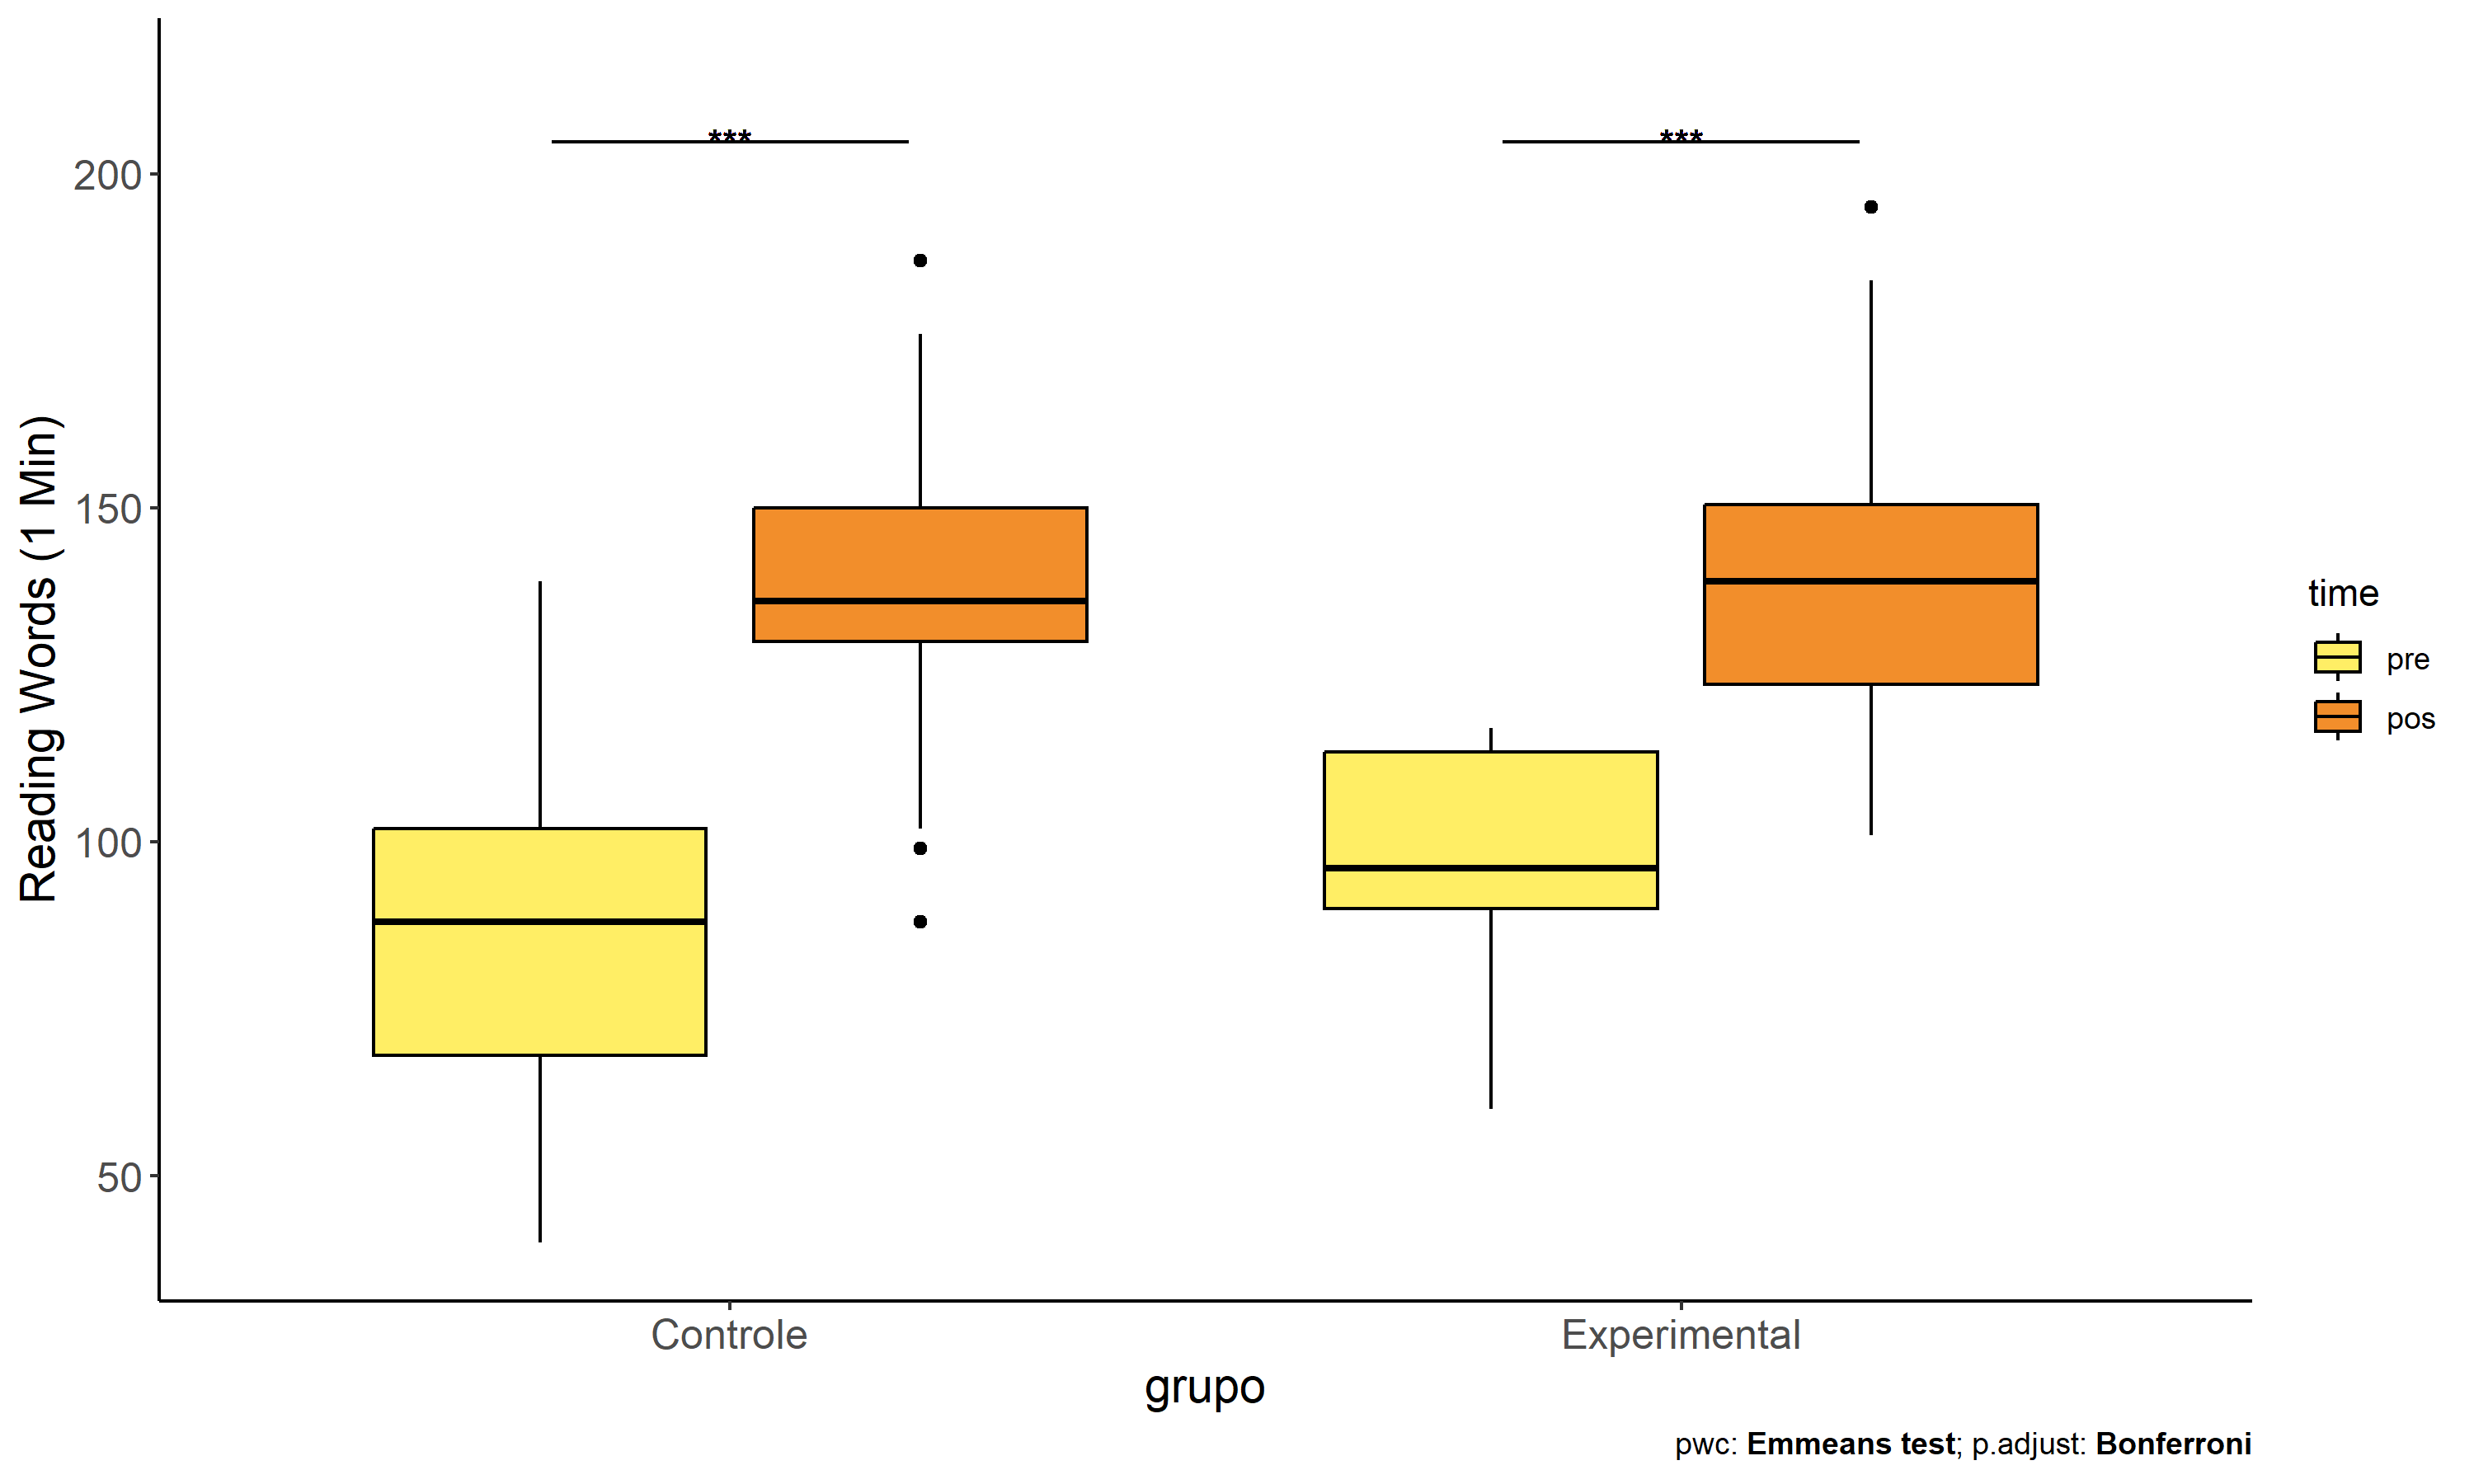 Reading Words (1 Min)
200
150
100
50
***
***
Controle
Experimental
grupo
time
pre
pos
pwc: Emmeans test; p.adjust: Bonferroni